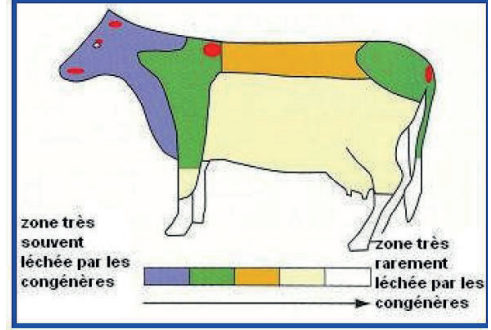 zone très
souvent
léchée par les
congénères
zone très
rarement
léchée par les
congénères